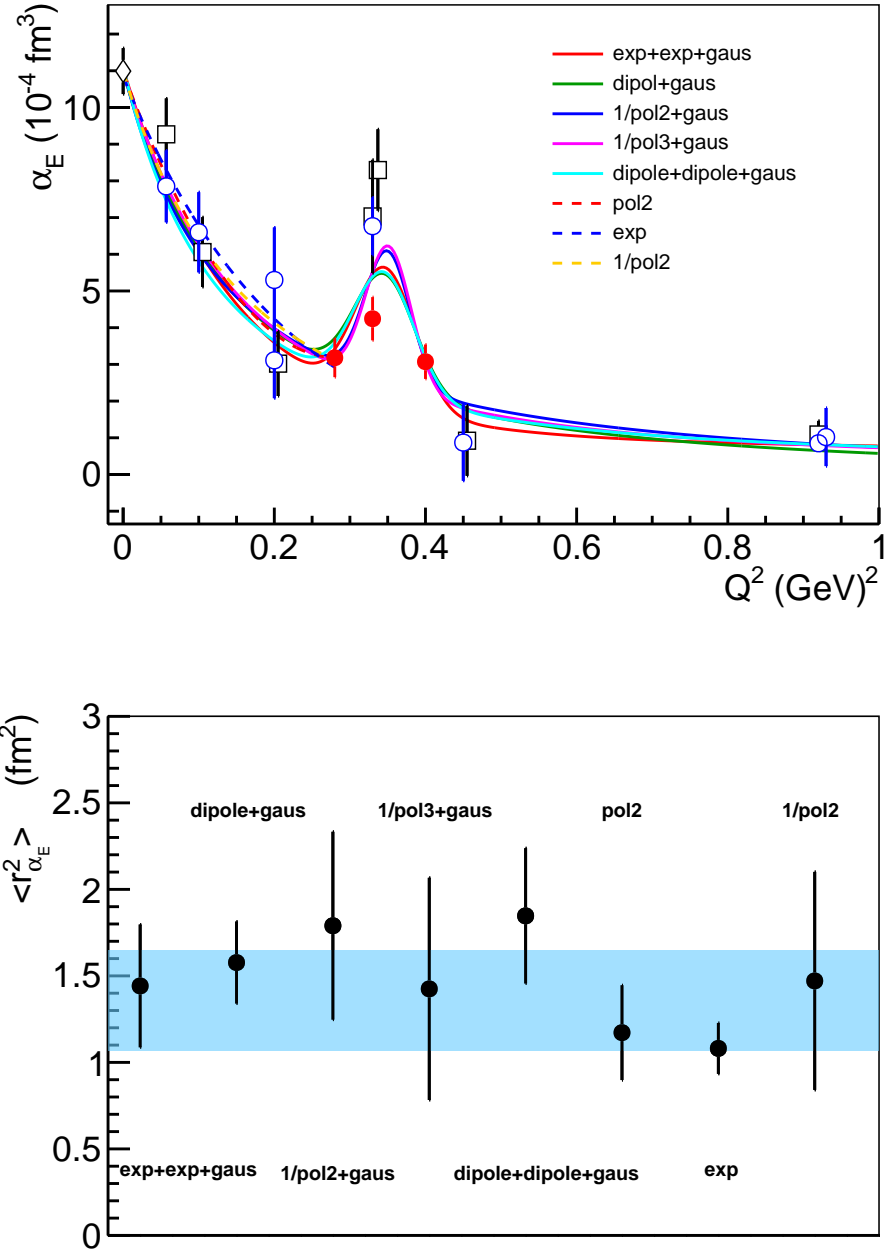 α_E (10^-4 fm^3)
10
5
0
exp+exp+gaus
dipol+gaus
1/pol2+gaus
1/pol3+gaus
dipole+dipole+gaus
pol2
exp
1/pol2
0 0.2 0.4 0.6 0.8 1
Q^2 (GeV)^2
<r^2_α_E> (fm^2)
3
2.5
dipole+gaus 1/pol3+gaus pol2 1/pol2
2
1.5
1
0.5
exp+exp+gaus 1/pol2+gaus dipole+dipole+gaus exp
0